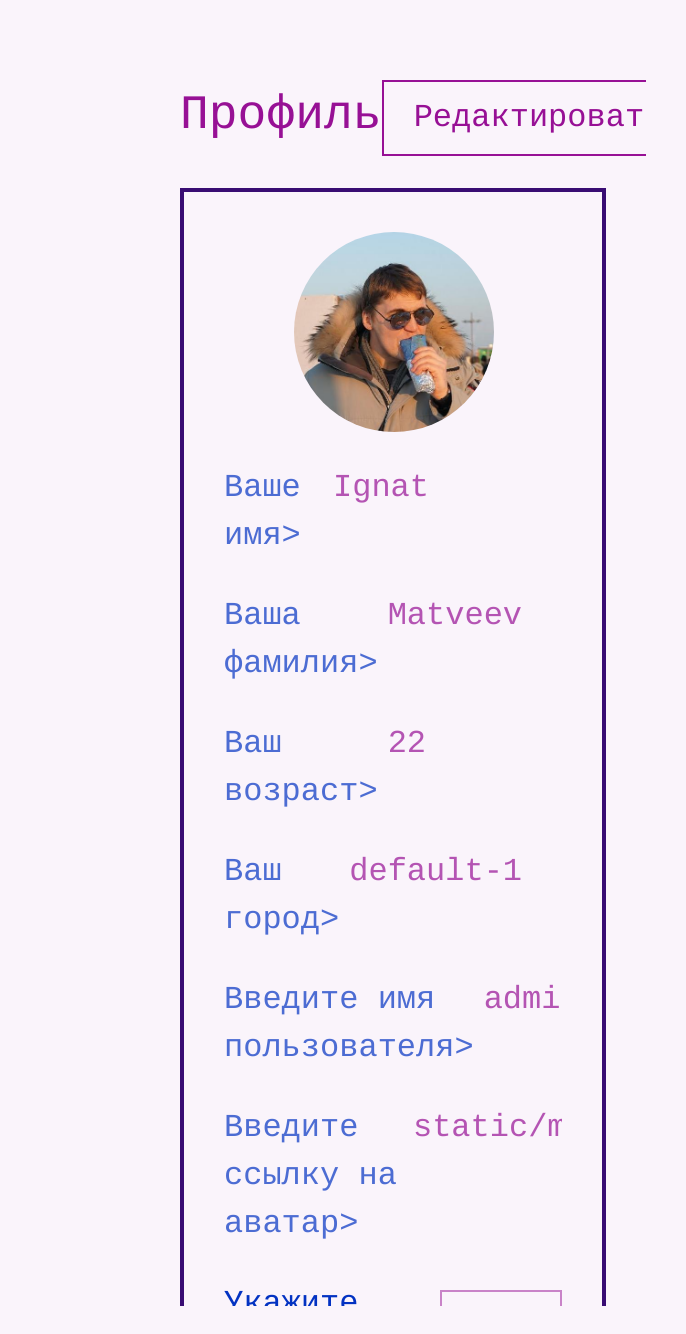 Профиль Редактироват
Ваше Ignat
имя>
Ваша Matveev
фамилия>
Ваш 22
возраст>
Ваш default-1
город>
Введите имя admi
пользователя>
Введите static/m
ссылку на
аватар>
Укажите